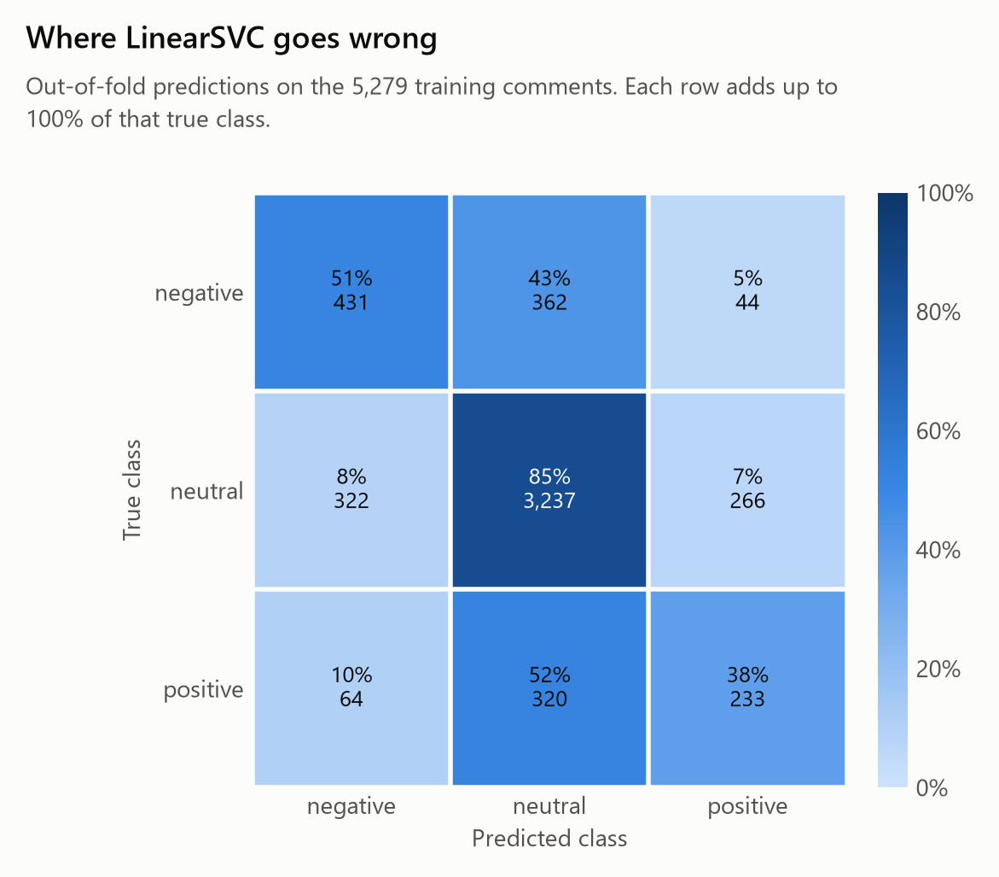 Where LinearSVC goes wrong
Out-of-fold predictions on the 5,279 training comments. Each row adds up to
100% of that true class.
100%
80%
60%
40%
20%
0%
True class
negative
51%
431
43%
362
5%
44
neutral
8%
322
85%
3,237
7%
266
positive
10%
64
52%
320
38%
233
negative
neutral
positive
Predicted class